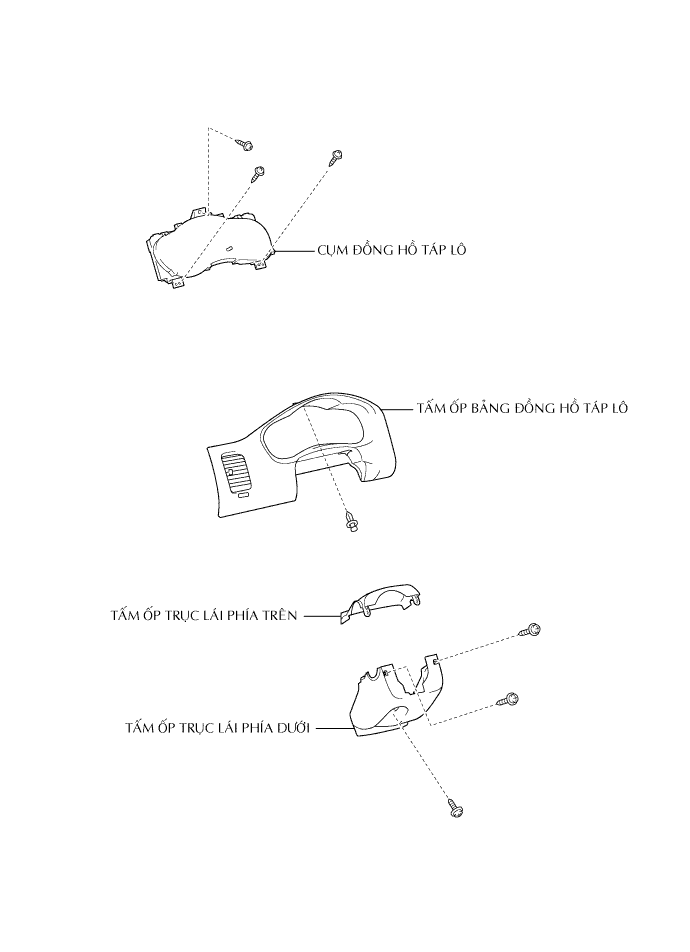 CỤM ĐỒNG HỒ TÁP LÔ
TẤM ỐP BẢNG ĐỒNG HỒ TÁP LÔ
TẤM ỐP TRỤC LÁI PHÍA TRÊN
TẤM ỐP TRỤC LÁI PHÍA DƯỚI